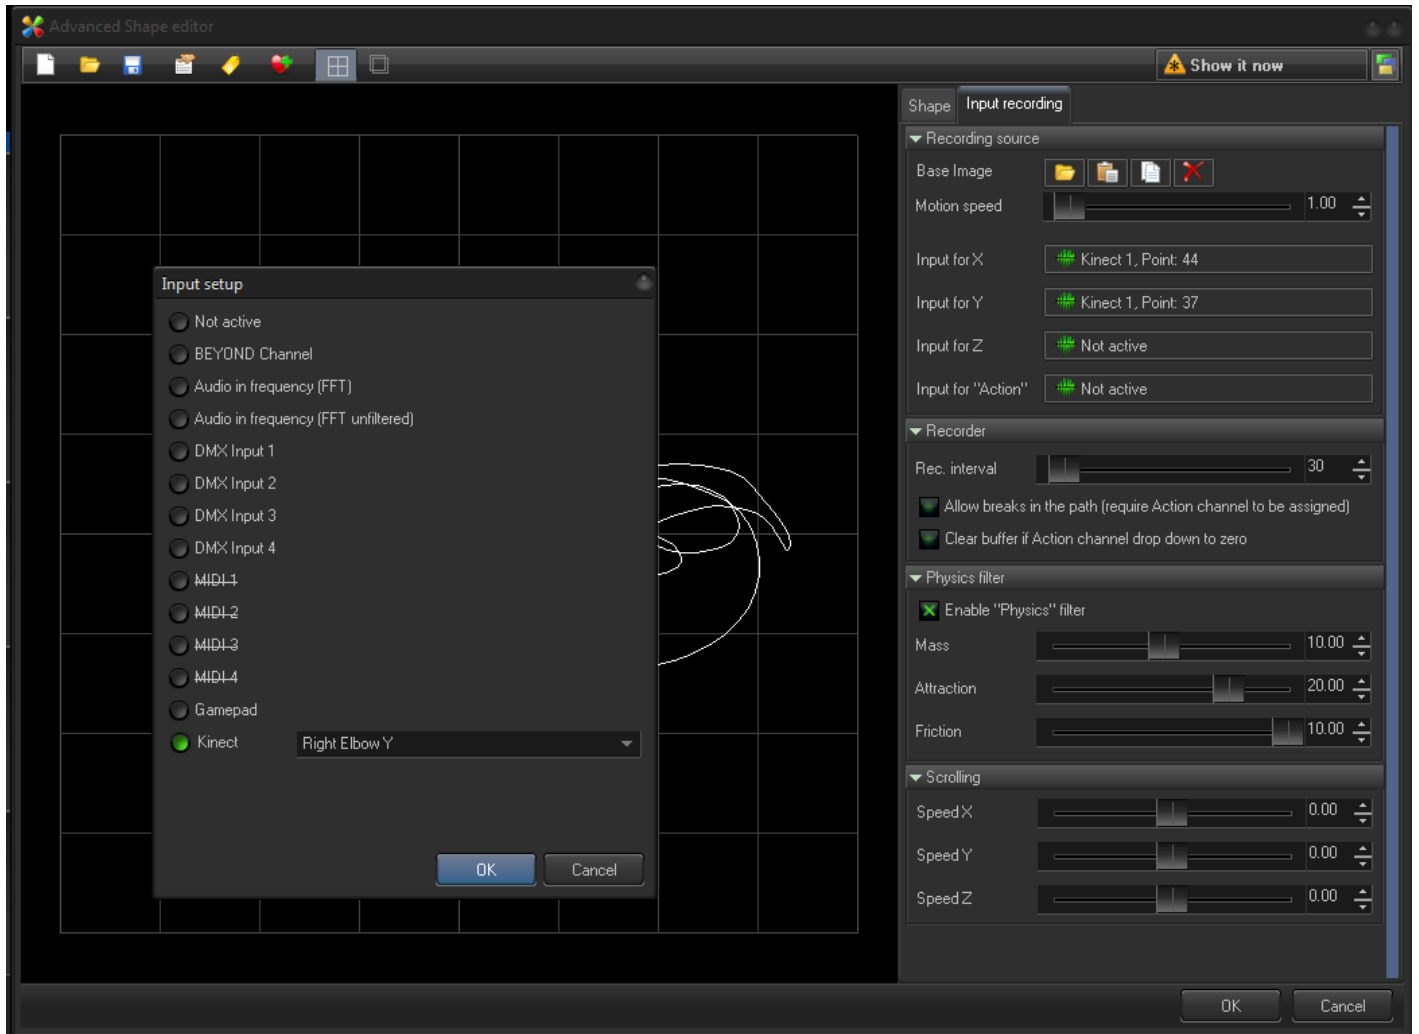 Advanced Shape editor
Show it now
Shape Input recording
Recording source
Base Image
Motion speed 1.00
Input for X Kinect 1, Point: 44
Input for Y Kinect 1, Point: 37
Input for Z Not active
Input for "Action" Not active
Recorder
Rec. interval 30
Allow breaks in the path (require Action channel to be assigned)
Clear buffer if Action channel drop down to zero
Physics filter
Enable "Physics" filter
Mass 10.00
Attraction 20.00
Friction 10.00
Scrolling
Speed X 0.00
Speed Y 0.00
Speed Z 0.00
Input setup
Not active
BEYOND Channel
Audio in frequency (FFT)
Audio in frequency (FFT unfiltered)
DMX Input 1
DMX Input 2
DMX Input 3
DMX Input 4
MIDI 1
MIDI 2
MIDI 3
MIDI 4
Gamepad
Kinect Right Elbow Y
OK Cancel
OK Cancel